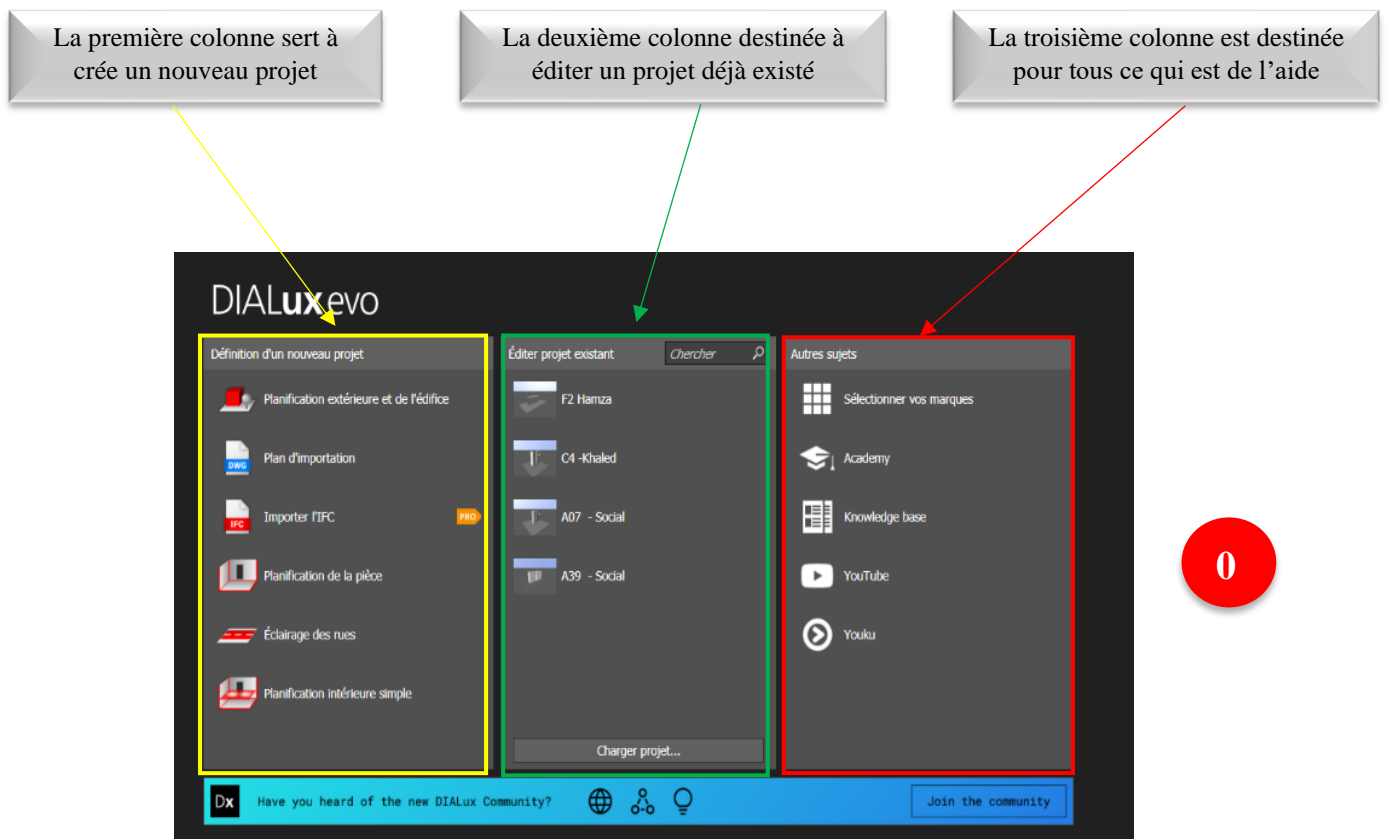 La première colonne sert à
crée un nouveau projet
La deuxième colonne destinée à
éditer un projet déjà existé
La troisième colonne est destinée
pour tous ce qui est de l’aide
DIALux evo
Définition d'un nouveau projet
Planification extérieure et de l'édifice
DWG
Plan d'importation
IFC
Importer l'IFC
PRO
Planification de la pièce
Éclairage des rues
Planification intérieure simple
Éditer projet existant
Chercher
F2 Hamza
C4 -Khaled
A07 - Social
A39 - Social
Charger projet...
Autres sujets
Sélectionner vos marques
Academy
Knowledge base
YouTube
Youku
0
Dx Have you heard of the new DIALux Community?
Join the community